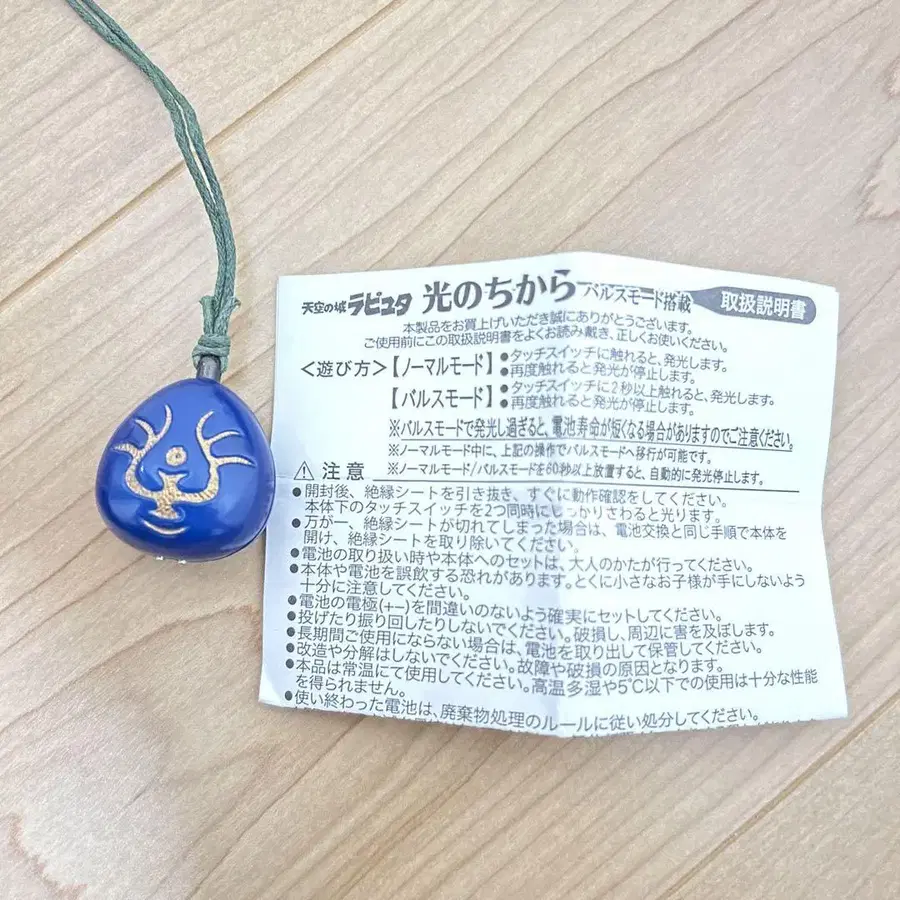 天空の城ラピュタ 光のちから バルスモード搭載 取扱説明書
本製品をお買上げいただき誠にありがとうございます。
ご使用前にこの取扱説明書をよくお読み戴き、正しくお使いください。
<遊び方>【ノーマルモード】●タッチスイッチに触れると、発光します。
●再度触れると発光が停止します。
【バルスモード】●タッチスイッチに2秒以上触れると、発光します。
●再度触れると発光が停止します。
※バルスモードで発光し過ぎると、電池寿命が短くなる場合がありますのでご注意ください。
※ノーマルモード中に、上記の操作でバルスモードへ移行が可能です。
⚠注意 ※ノーマルモード/バルスモードを60秒以上放置すると、自動的に発光停止します。
●開封後、絶縁シートを引き抜き、すぐに動作確認をしてください。
本体下のタッチスイッチを2つ同時にしっかりさわると光ります。
●万が一、絶縁シートが切れてしまった場合は、電池交換と同じ手順で本体を
開け、絶縁シートを取り除いてください。
●電池の取り扱い時や本体へのセットは、大人のかたが行ってください。
●本体や電池を誤飲する恐れがあります。とくに小さなお子様が手にしないよう
十分に注意してください。
●電池の電極(+-)を間違いのないよう確実にセットしてください。
●投げたり振り回したりしないでください。破損し、周辺に害を及ぼします。
●長期間ご使用にならない場合は、電池を取り出して保管してください。
●改造や分解はしないでください。故障や破損の原因となります。
●本品は常温にて使用してください。高温多湿や5℃以下での使用は十分な性能
を得られません。
●使い終わった電池は、廃棄物処理のルールに従い処分してください。